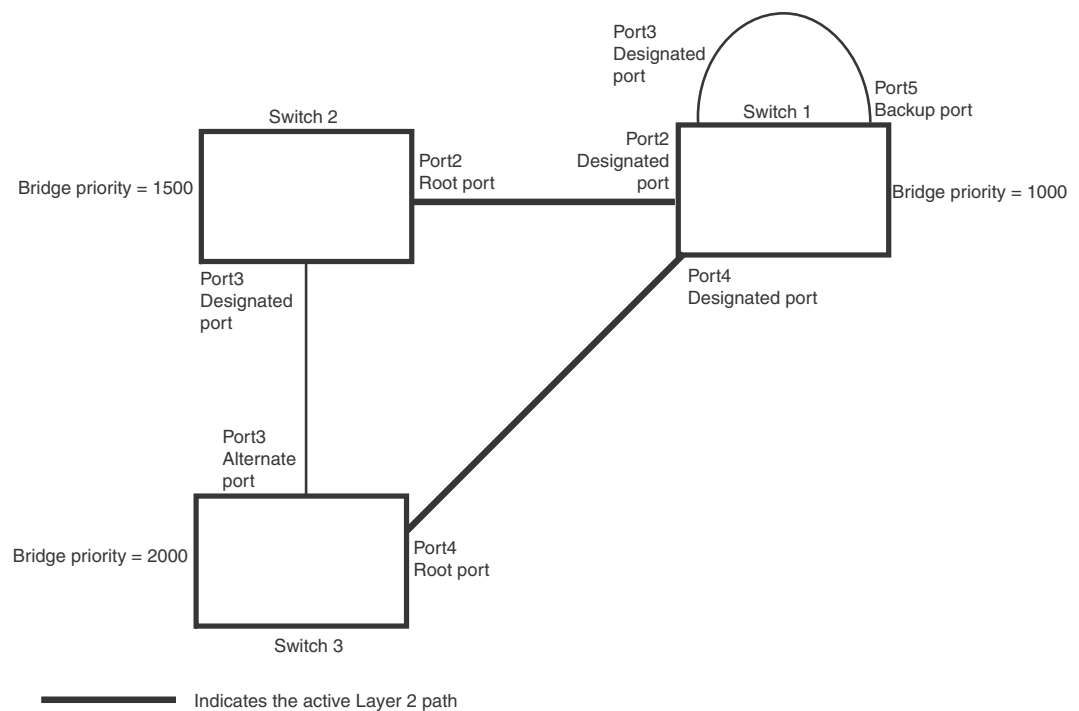 Port3
Designated
port
Port5
Backup port
Switch 2
Switch 1
Port2
Root port
Port2
Designated
port
Bridge priority = 1500
Bridge priority = 1000
Port3
Designated
port
Port4
Designated port
Port3
Alternate
port
Bridge priority = 2000
Port4
Root port
Switch 3
Indicates the active Layer 2 path